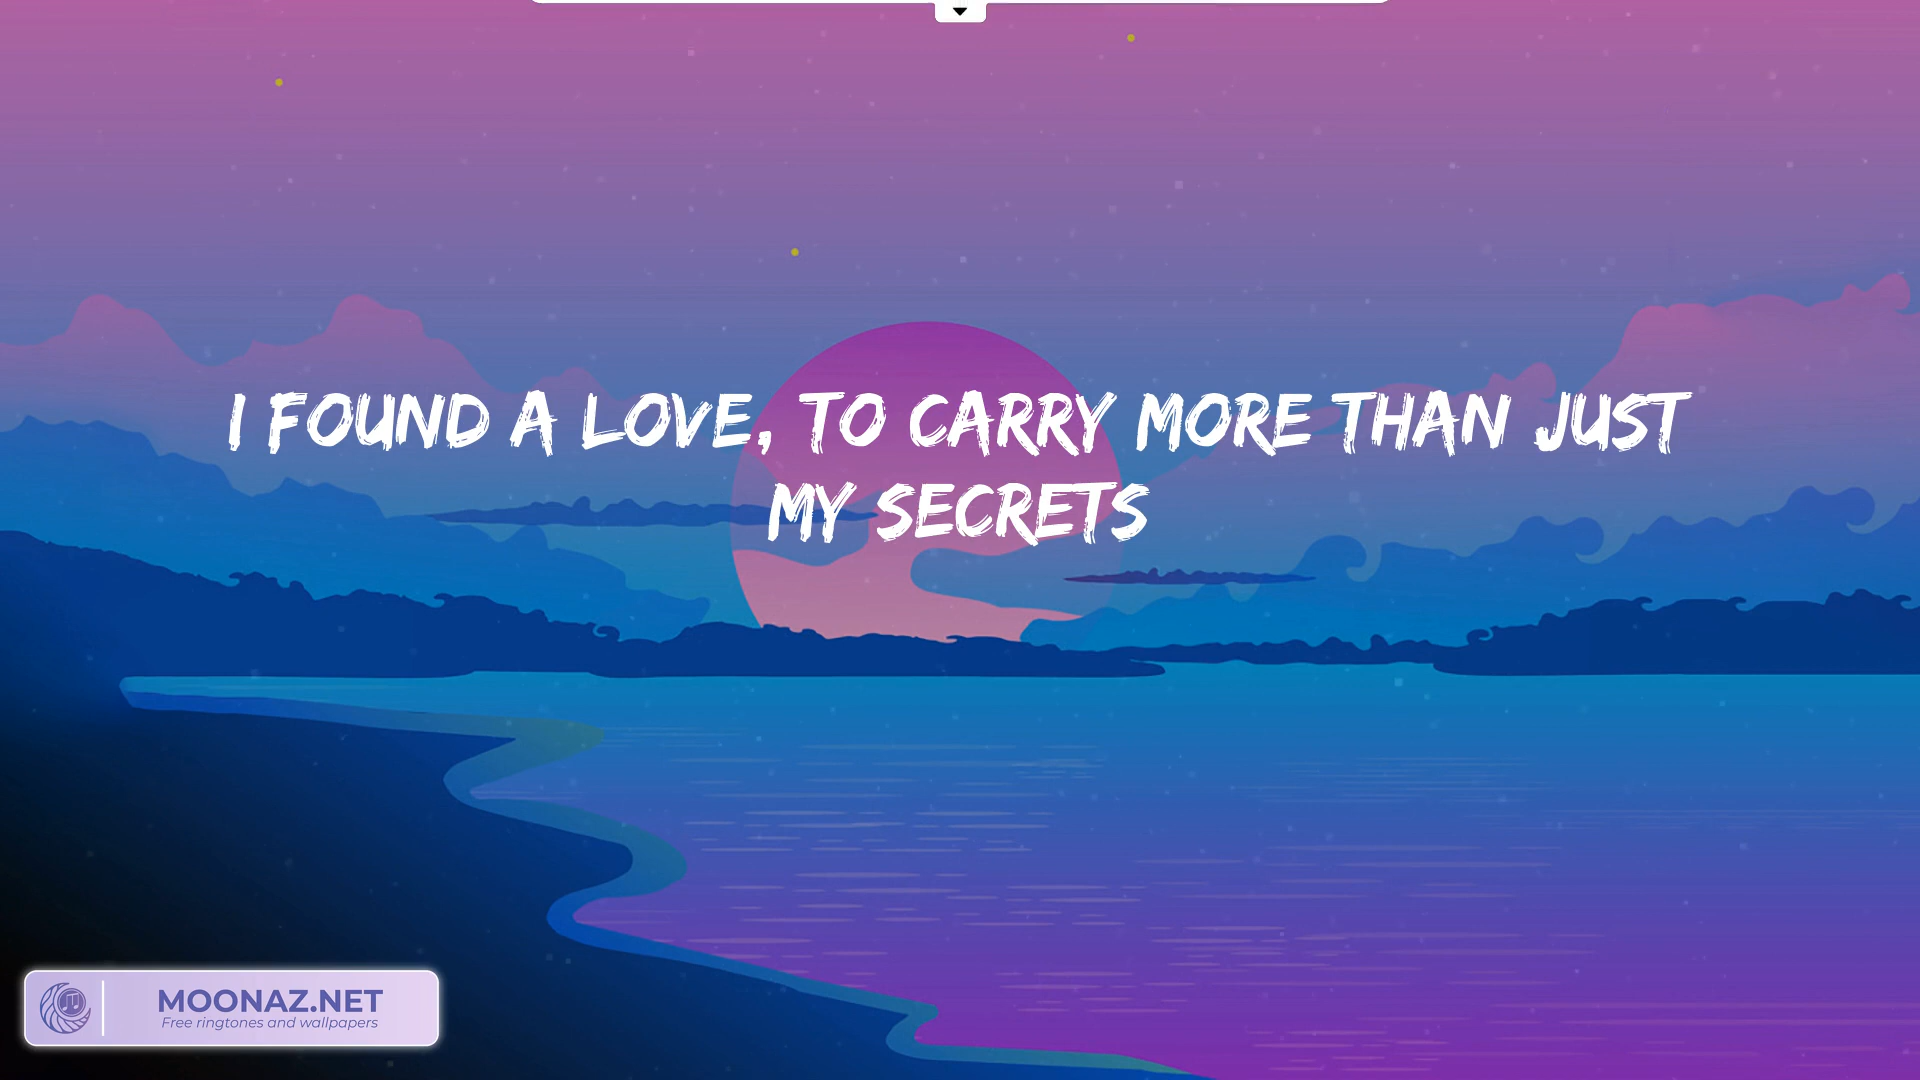 I FOUND A LOVE, TO CARRY MORE THAN JUST
MY SECRETS
MOONAZ.NET
Free ringtones and wallpapers